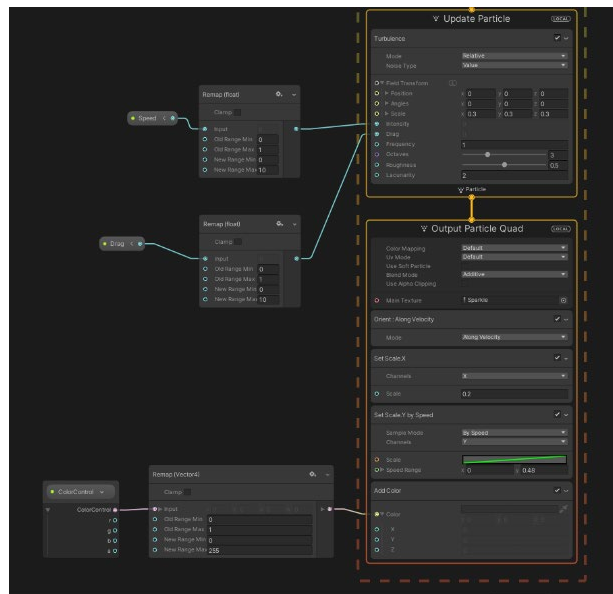 Update Particle
LOCAL
Turbulence
Mode Relative
Noise Type Value
Field Transform
Position x 0 y 0 z 0
Angles x 0 y 0 z 0
Scale x 0.3 y 0.3 z 0.3
Intensity
Drag
Frequency 1
Octaves 3
Roughness 0.5
Lacunarity 2
Particle
Remap (float)
Clamp
Input
Old Range Min 0
Old Range Max 1
New Range Min 0
New Range Max 10
Speed
Remap (float)
Clamp
Input
Old Range Min 0
Old Range Max 1
New Range Min 0
New Range Max 10
Drag
Output Particle Quad
LOCAL
Color Mapping Default
Uv Mode Default
Use Soft Particle
Blend Mode Additive
Use Alpha Clipping
Main Texture Sparkle
Orient : Along Velocity
Mode Along Velocity
Set Scale.X
Channels X
Scale 0.2
Set Scale.Y by Speed
Sample Mode By Speed
Channels Y
Scale
Speed Range x 0 y 0.48
Add Color
Color
X
Y
Z
Remap (Vector4)
Clamp
Input
Old Range Min 0
Old Range Max 1
New Range Min 0
New Range Max 255
ColorControl
ColorControl
r
g
b
a